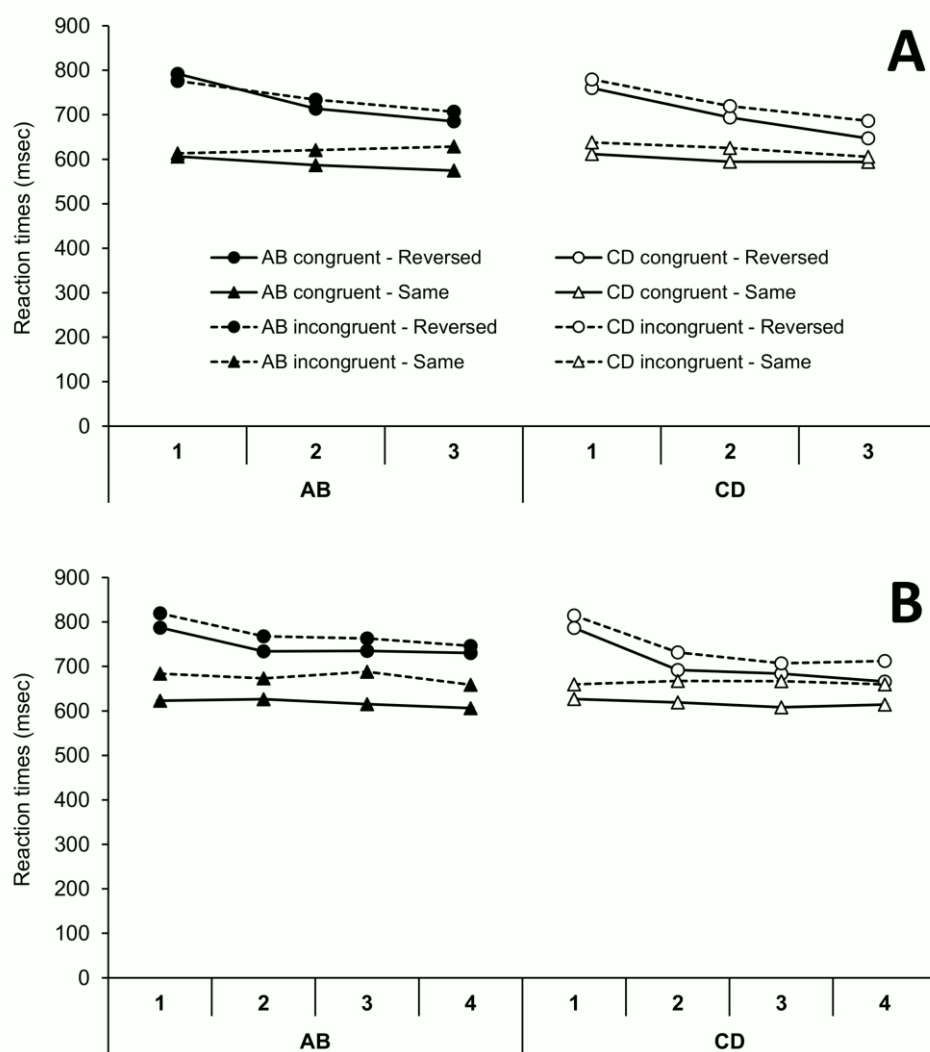 A
900
800
700
600
500
400
300
200
100
0
Reaction times (msec)
AB congruent - Reversed CD congruent - Reversed
AB congruent - Same CD congruent - Same
AB incongruent - Reversed CD incongruent - Reversed
AB incongruent - Same CD incongruent - Same
1 2 3 1 2 3
AB CD
B
900
800
700
600
500
400
300
200
100
0
Reaction times (msec)
1 2 3 4 1 2 3 4
AB CD